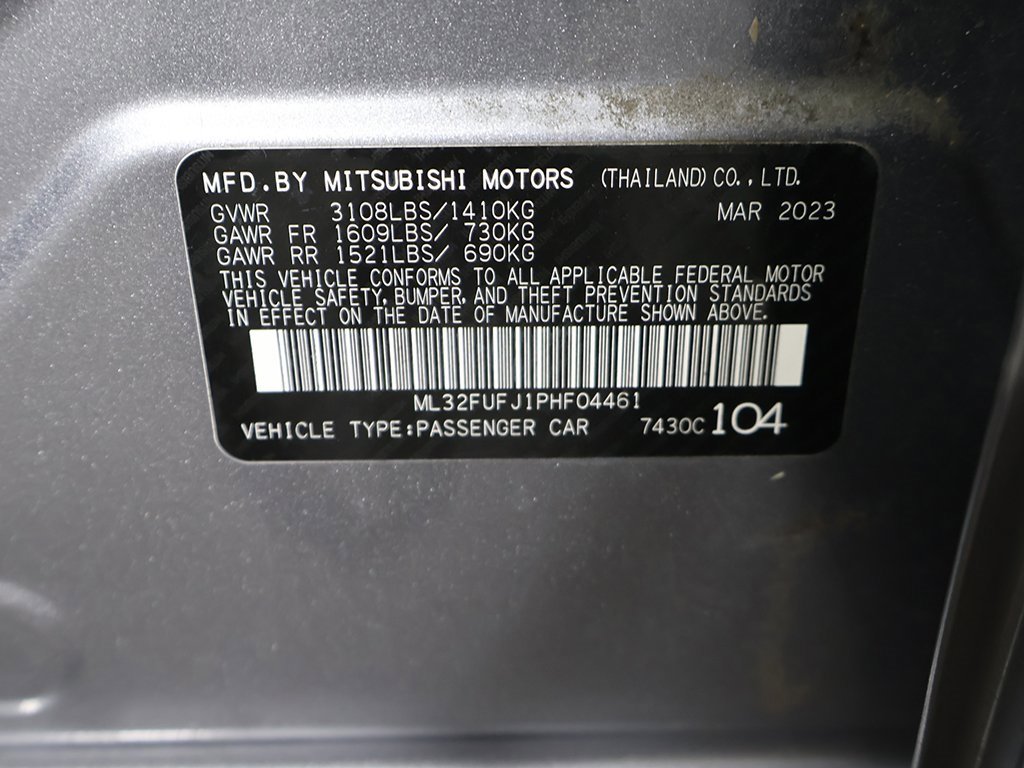 MFD.BY MITSUBISHI MOTORS (THAILAND) CO., LTD.
GVWR 3108LBS/1410KG MAR 2023
GAWR FR 1609LBS/ 730KG
GAWR RR 1521LBS/ 690KG
THIS VEHICLE CONFORMS TO ALL APPLICABLE FEDERAL MOTOR
VEHICLE SAFETY, BUMPER, AND THEFT PREVENTION STANDARDS
IN EFFECT ON THE DATE OF MANUFACTURE SHOWN ABOVE.
ML32FUFJ1PHF04461
VEHICLE TYPE:PASSENGER CAR 7430C 104